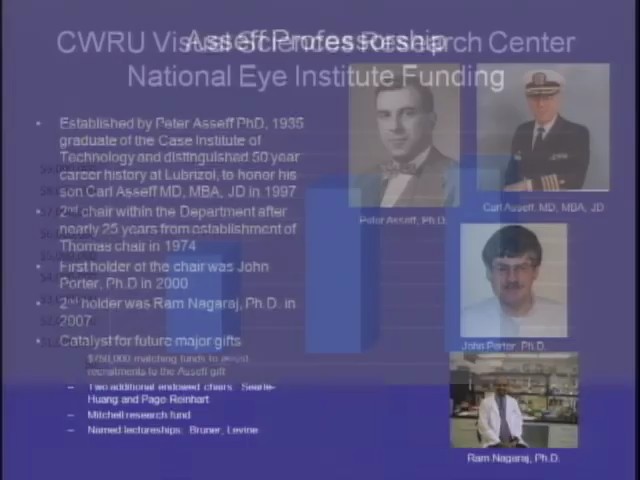 Asseff Professorship
CWRU Visual Sciences Research Center
National Eye Institute Funding
• Established by Peter Asseff PhD, 1935
graduate of the Case Institute of
Technology and distinguished 50 year
career history at Lubrizol, to honor his
son Carl Asseff MD, MBA, JD in 1997
• 2nd chair within the Department after
nearly 25 years from establishment of
Thomas chair in 1974
• First holder of the chair was John
Porter, Ph.D in 2000
• 2nd holder was Ram Nagaraj, Ph.D. in
2007
• Catalyst for future major gifts
$750,000 matching funds to
recruitments to the Asseff gift
– Two additional endowed chairs: Searle-
Huang and Page Reinhart
– Mitchell research fund
– Named lectureships: Bruner, Levine
Peter Asseff, Ph.D.
Carl Asseff, MD, MBA, JD
John Porter, Ph.D.
Ram Nagaraj, Ph.D.